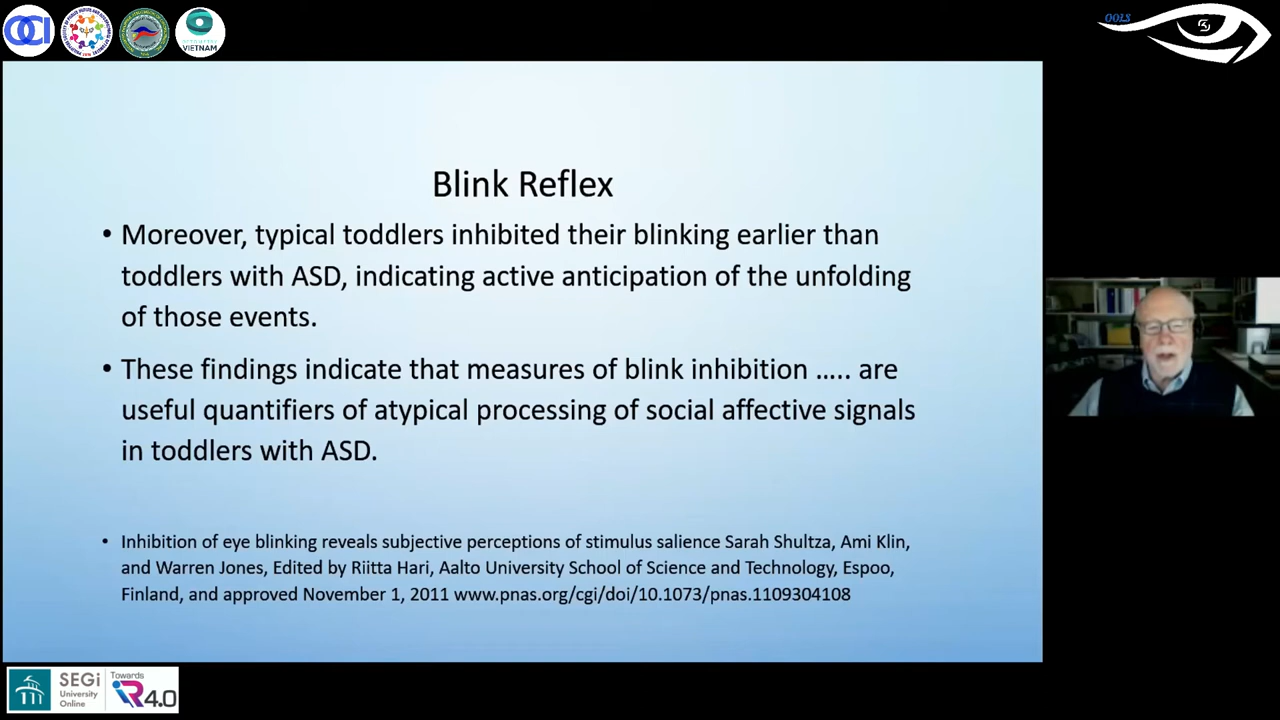 OCI
VIETNAM
OOLS
Blink Reflex
• Moreover, typical toddlers inhibited their blinking earlier than
toddlers with ASD, indicating active anticipation of the unfolding
of those events.
• These findings indicate that measures of blink inhibition ….. are
useful quantifiers of atypical processing of social affective signals
in toddlers with ASD.
• Inhibition of eye blinking reveals subjective perceptions of stimulus salience Sarah Shultza, Ami Klin,
and Warren Jones, Edited by Riitta Hari, Aalto University School of Science and Technology, Espoo,
Finland, and approved November 1, 2011 www.pnas.org/cgi/doi/10.1073/pnas.1109304108
SEGi
University
Online
Towards
iR4.0